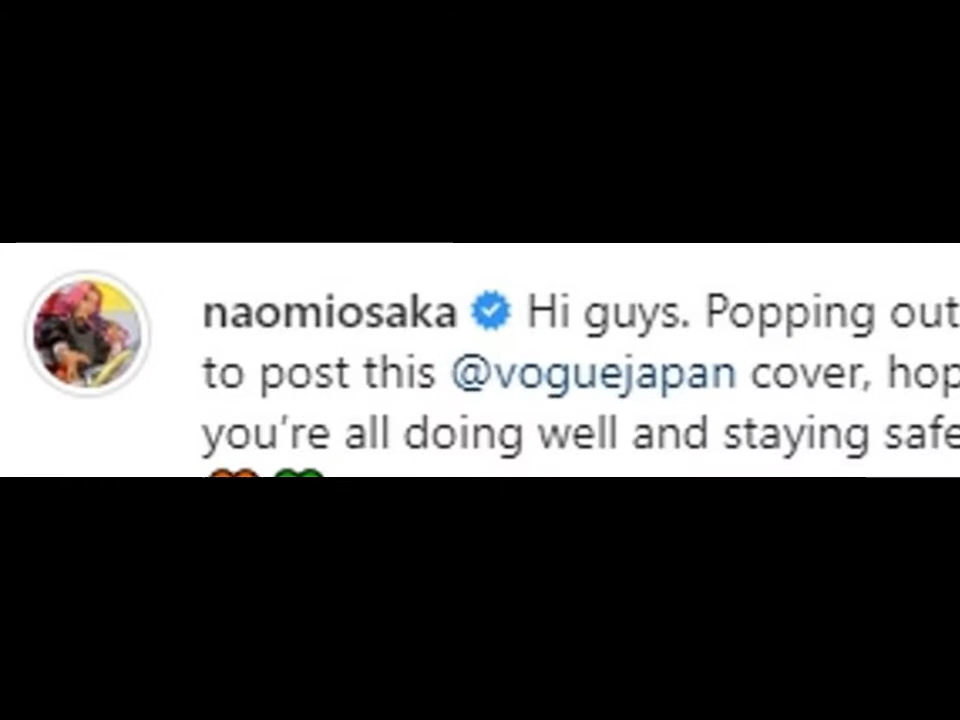 naomiosaka Hi guys. Popping out
to post this @voguejapan cover, hop
you're all doing well and staying safe